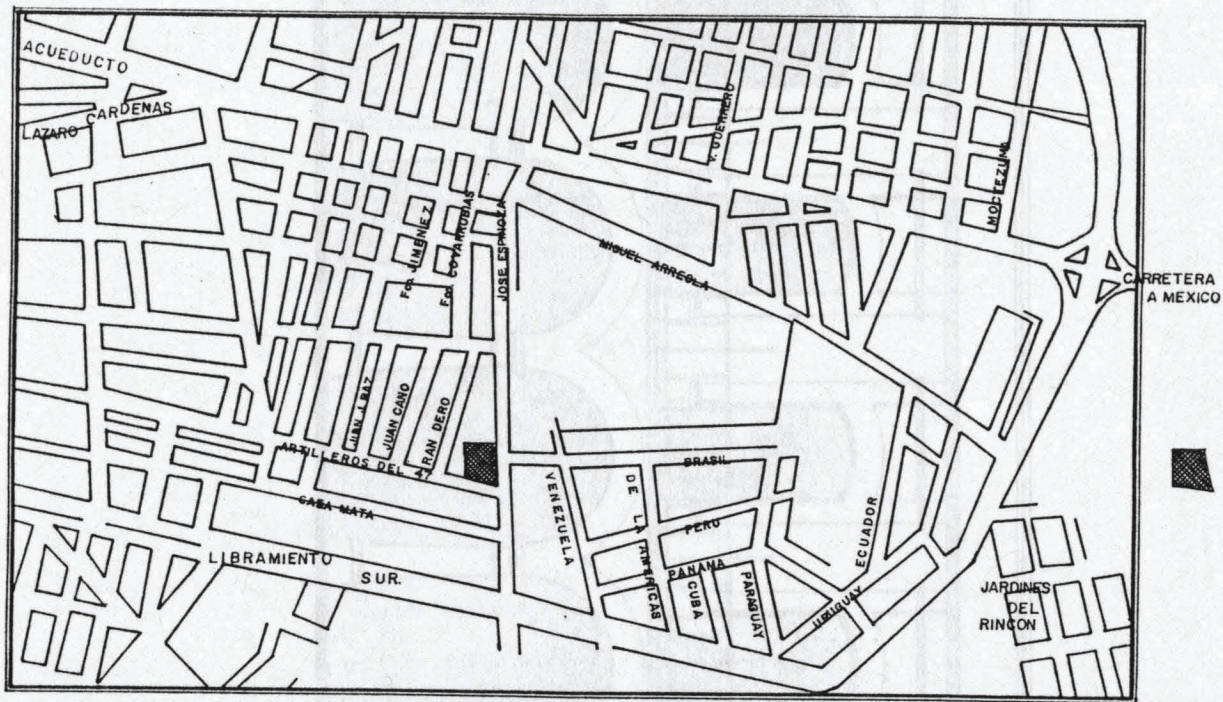 ACUEDUCTO
LAZARO CARDENAS
V. GUERRERO
MOCTEZUMA
Fco. JIMENEZ
Fco. COVARRUBIAS
JOSE ESPINOZA
MIGUEL ARREOLA
CARRETERA
A MEXICO
JUAN CANO
ARTILLEROS DEL 47
CASA MATA
LIBRAMIENTO SUR.
VENEZUELA
DE LA AMERICAS
BRASIL
PERU
PANAMA
CUBA
PARAGUAY
URUGUAY
ECUADOR
JARDINES
DEL
RINCON